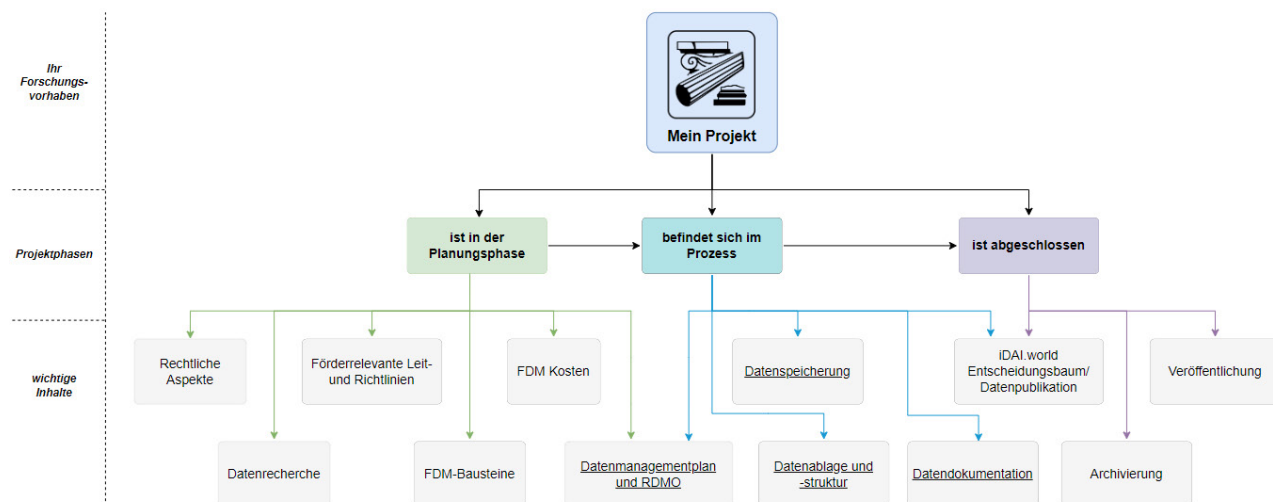 Ihr
Forschungs-
vorhaben
Mein Projekt
Projektphasen
ist in der
Planungsphase
befindet sich im
Prozess
ist abgeschlossen
wichtige
Inhalte
Rechtliche
Aspekte
Förderrelevante Leit-
und Richtlinien
FDM Kosten
Datenspeicherung
iDAI.world
Entscheidungsbaum/
Datenpublikation
Veröffentlichung
Datenrecherche
FDM-Bausteine
Datenmanagementplan
und RDMO
Datenablage und
-struktur
Datendokumentation
Archivierung